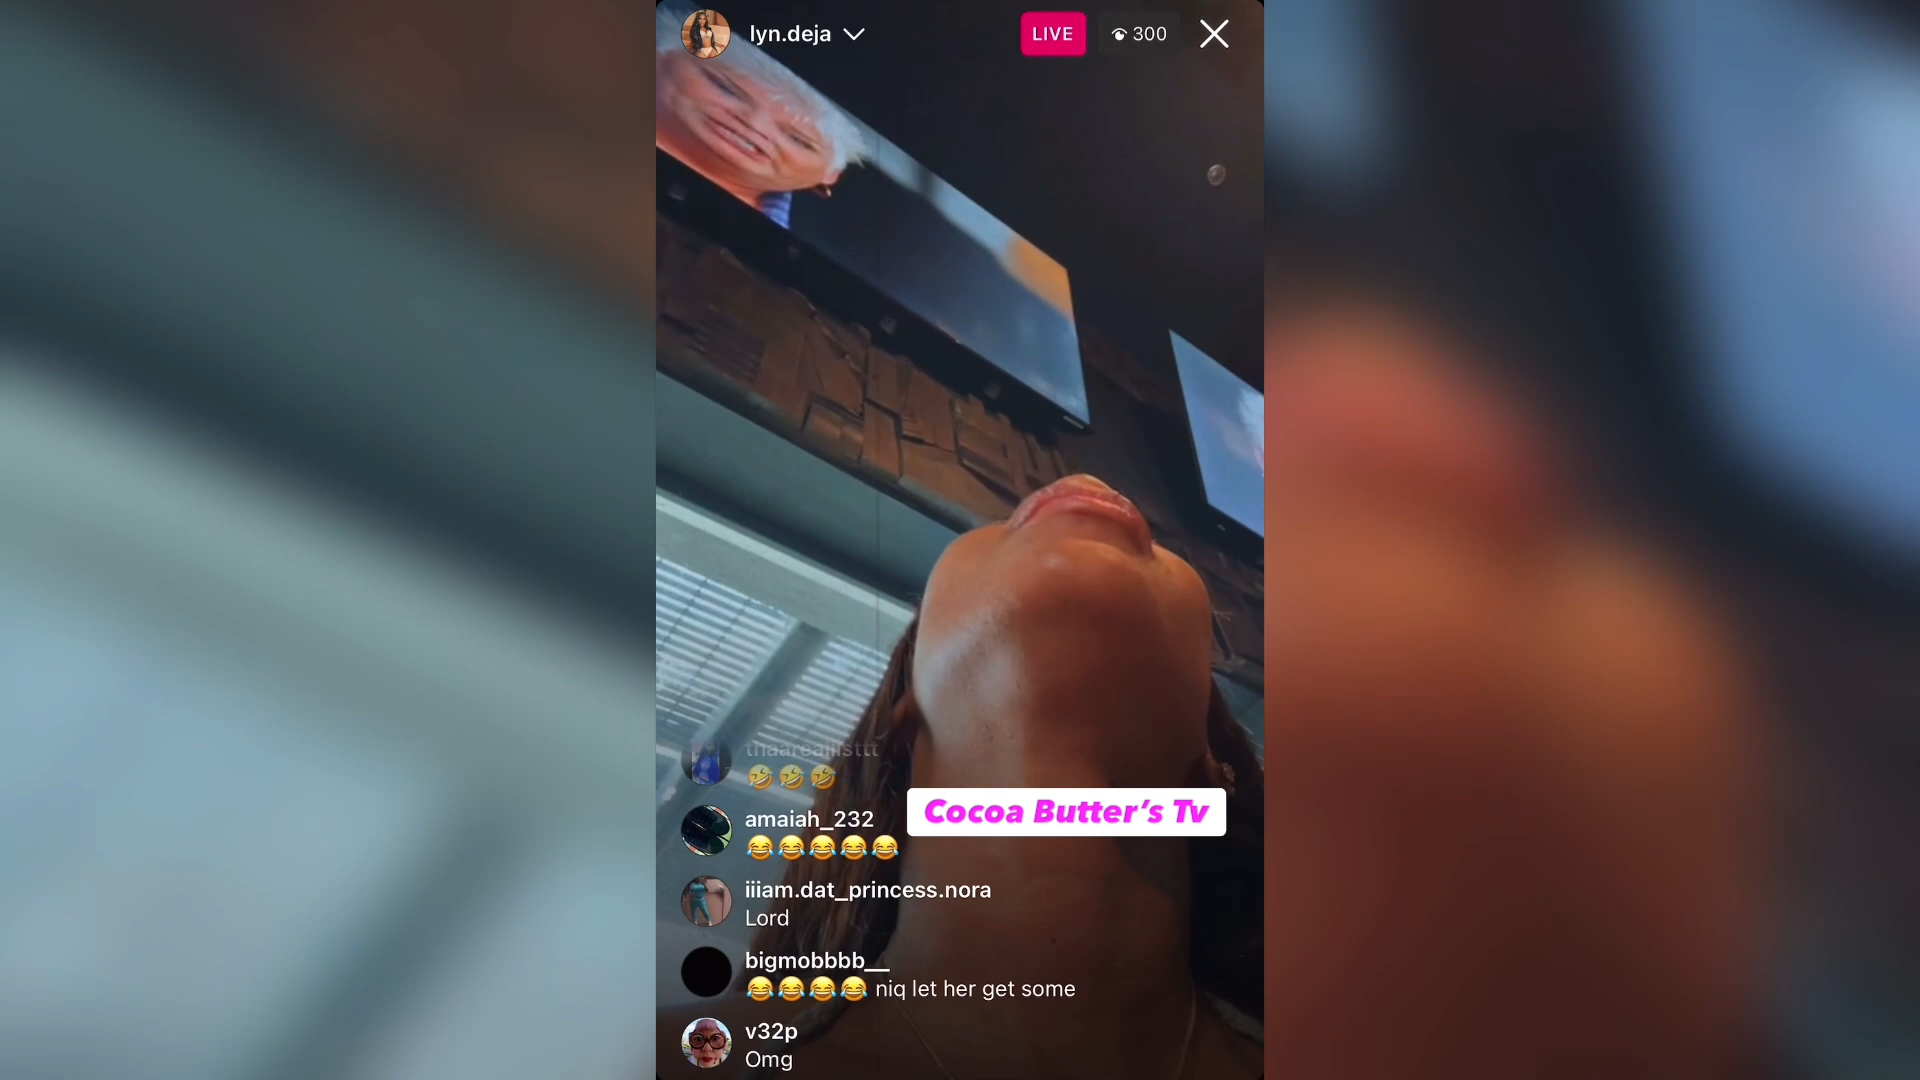 lyn.deja
LIVE
300
🤣🤣🤣
amaiah_232
😂😂😂😂😂
Cocoa Butter's Tv
iiiam.dat_princess.nora
Lord
bigmobbbb__
😂😂😂😂 niq let her get some
v32p
Omg